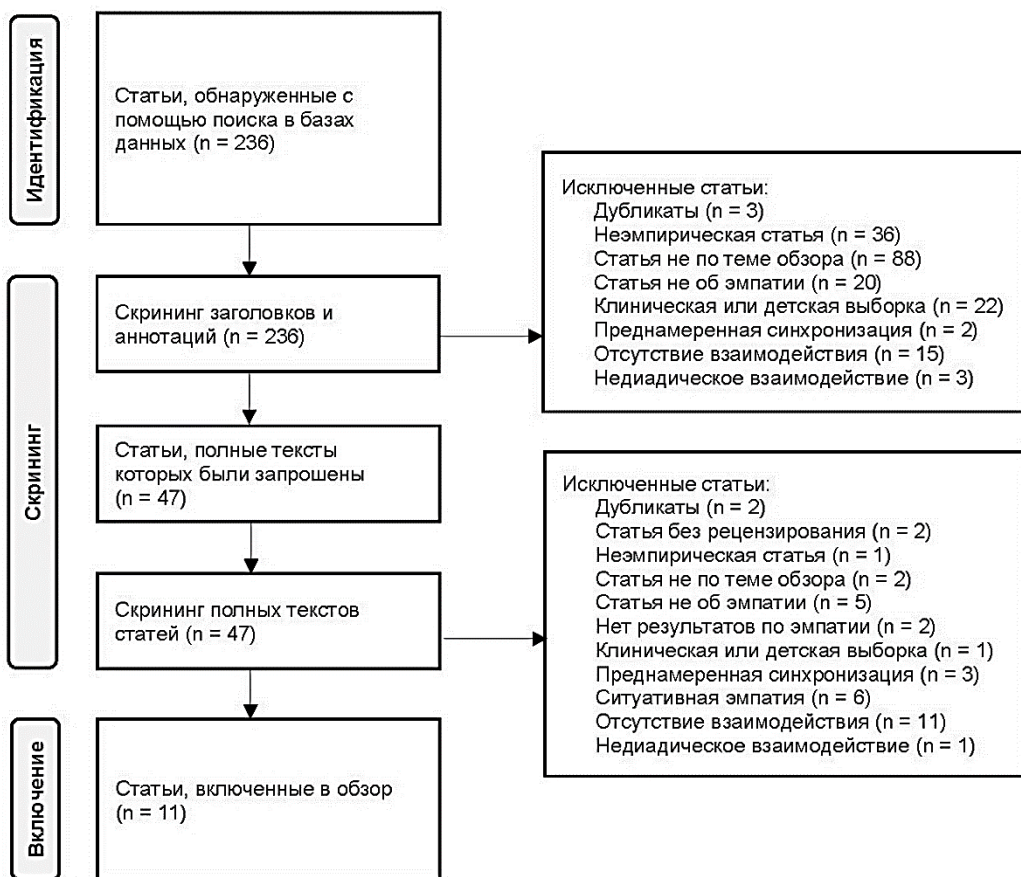 Идентификация
Статьи, обнаруженные с
помощью поиска в базах
данных (n = 236)
Исключенные статьи:
Дубликаты (n = 3)
Неэмпирическая статья (n = 36)
Статья не по теме обзора (n = 88)
Статья не об эмпатии (n = 20)
Клиническая или детская выборка (n = 22)
Преднамеренная синхронизация (n = 2)
Отсутствие взаимодействия (n = 15)
Недиадическое взаимодействие (n = 3)
Скрининг
Скрининг заголовков и
аннотаций (n = 236)
Статьи, полные тексты
которых были запрошены
(n = 47)
Скрининг полных текстов
статей (n = 47)
Исключенные статьи:
Дубликаты (n = 2)
Статья без рецензирования (n = 2)
Неэмпирическая статья (n = 1)
Статья не по теме обзора (n = 2)
Статья не об эмпатии (n = 5)
Нет результатов по эмпатии (n = 2)
Клиническая или детская выборка (n = 1)
Преднамеренная синхронизация (n = 3)
Ситуативная эмпатия (n = 6)
Отсутствие взаимодействия (n = 11)
Недиадическое взаимодействие (n = 1)
Включение
Статьи, включенные в обзор
(n = 11)